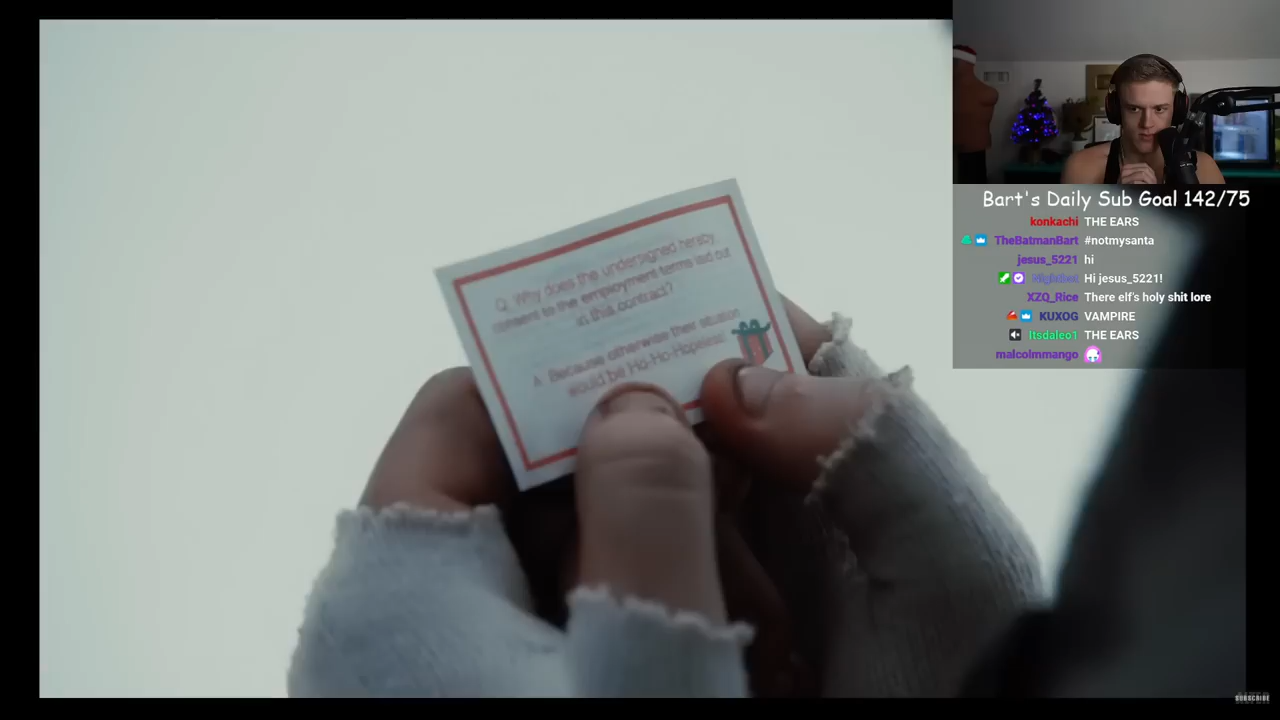 Q. Why does the undersigned hereby
consent to the employment terms laid out
in this contract?
A. Because otherwise their situation
would be Ho-Ho-Hopeless!
Bart's Daily Sub Goal 142/75
konkachi THE EARS
TheBatmanBart #notmysanta
jesus_5221 hi
Nightbot Hi jesus_5221!
XZQ_Rice There elf's holy shit lore
KUXOG VAMPIRE
Itsdaleo1 THE EARS
malcolmmango
SUBSCRIBE